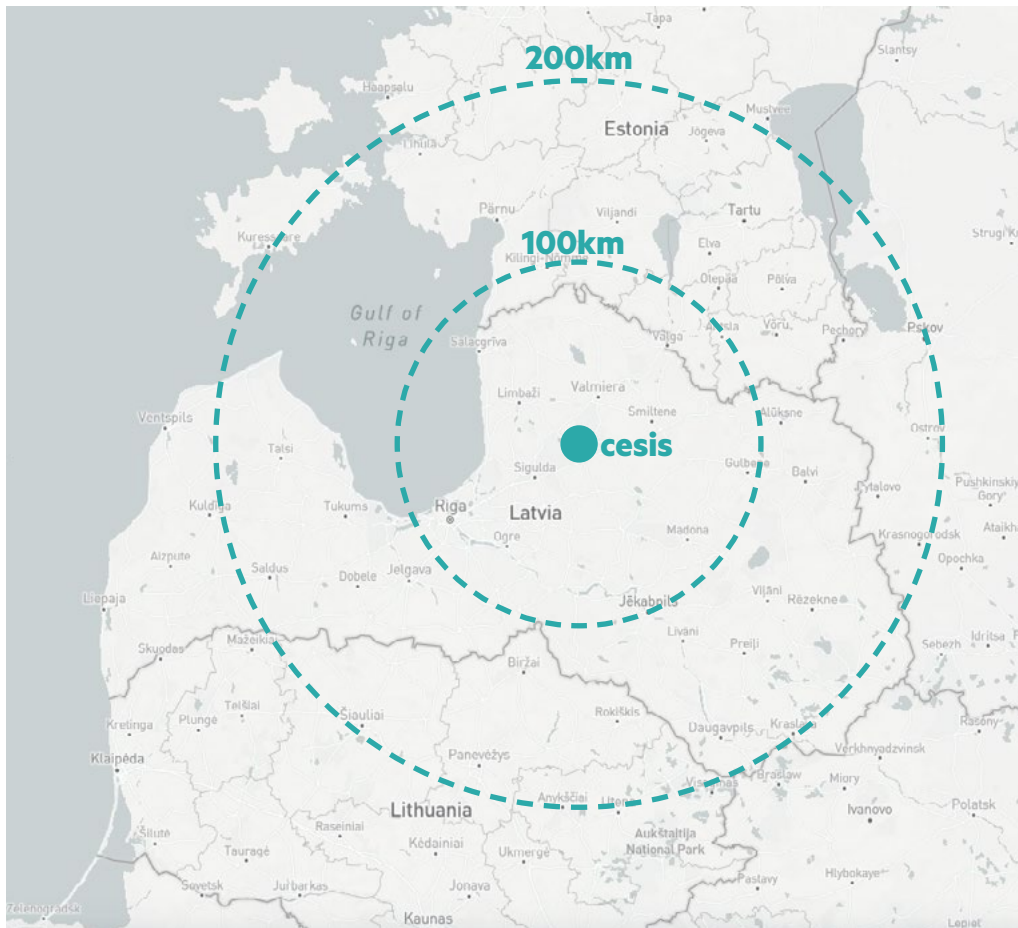 Tapa
200km
Slantsy
Haapsalu
Mustvee
Estonia
Jõgeva
Lihula
Pärnu
Viljandi
Tartu
Kuressaare
100km
Elva
Strugi
Kilingi-Nõmme
Otepää
Põlva
Gulf of
Riga
Salacgrīva
Valga
Antsla
Võru
Pechory
Pskov
Limbaži
Valmiera
Smiltene
Alūksne
Ventspils
Talsi
cesis
Ostrov
Sigulda
Gulbene
Balvi
Pytalovo
Pushkinskiy
Gory
Kuldīga
Tukums
Riga
Latvia
Ogre
Madona
Krasnogorodsk
Aizpute
Saldus
Dobele
Jelgava
Opochka
Liepaja
Jēkabpils
Viļāni
Rēzekne
Skuodas
Mažeikiai
Līvāni
Preiļi
Sebezh
Idritsa
Biržai
Kretinga
Plungė
Telšiai
Šiauliai
Rokiškis
Daugavpils
Kraslava
Rasony
Klaipėda
Panevėžys
Verkhnyadzvinsk
Visaginas
Braslaw
Miory
Lithuania
Anykščiai
Utena
Ivanovo
Polatsk
Šilutė
Raseiniai
Kėdainiai
Aukštaitija
National Park
Tauragė
Ukmergė
Sovetsk
Jurbarkas
Jonava
Pastavy
Hlybokaye
Zelenogradsk
Kaunas
Lepiel